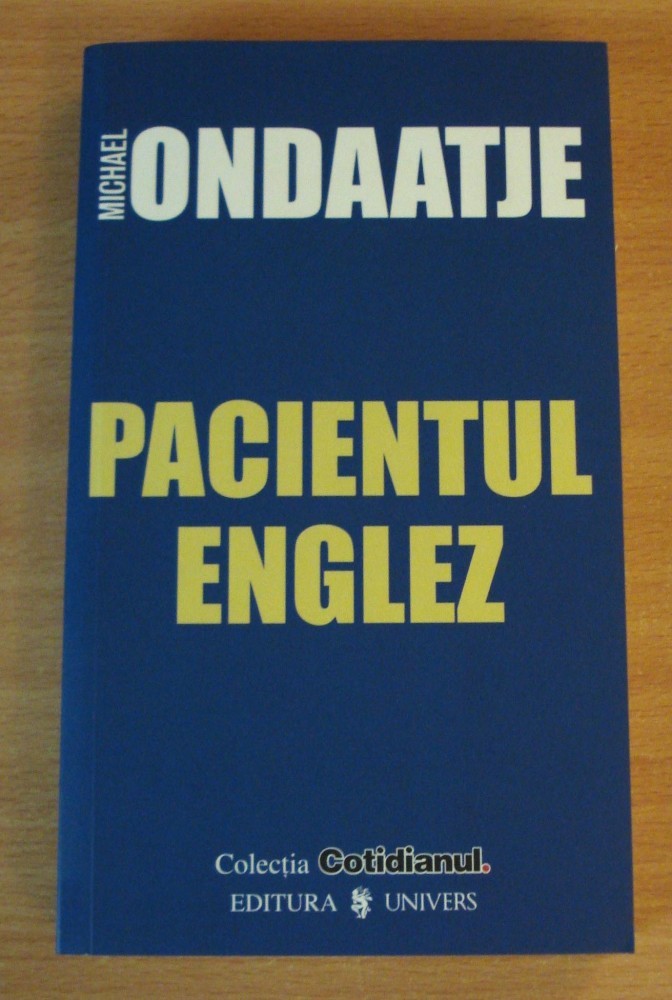 MICHAEL
ONDAATJE
PACIENTUL
ENGLEZ
Colecția Cotidianul.
EDITURA UNIVERS